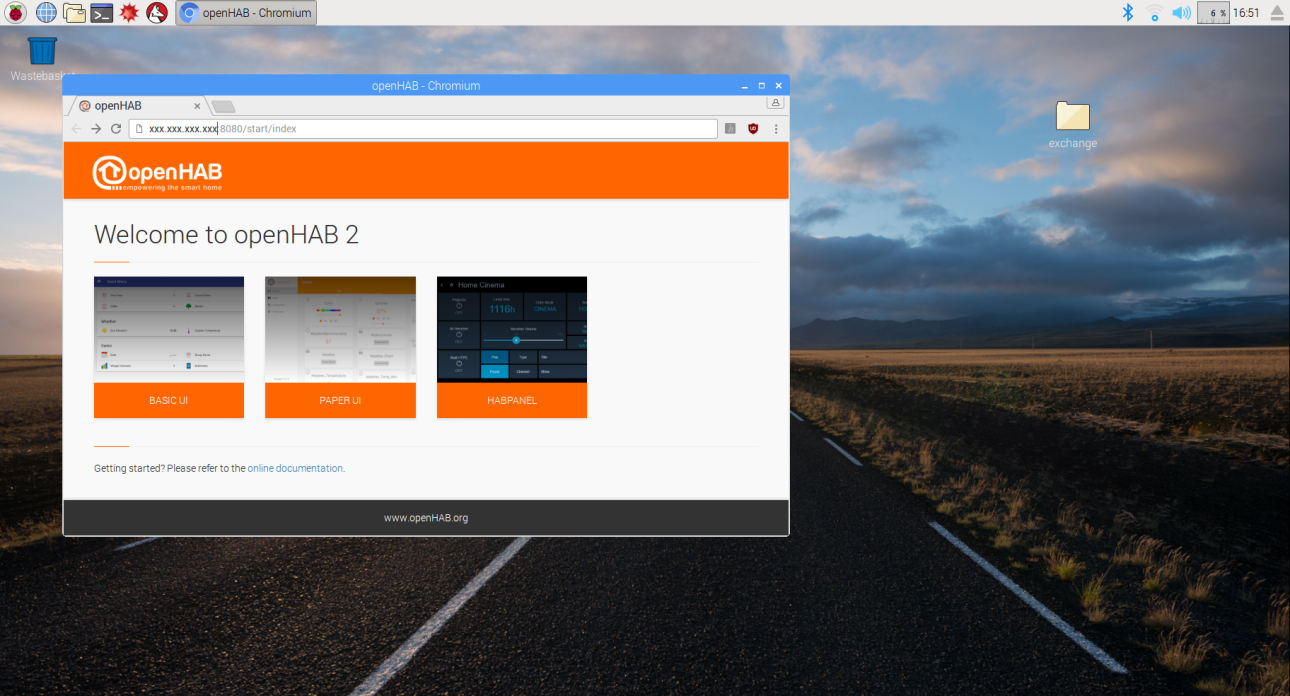 openHAB - Chromium
6 %
16:51
Wastebasket
openHAB - Chromium
openHAB
xxx.xxx.xxx.xxx:8080/start/index
exchange
openHAB
empowering the smart home
Welcome to openHAB 2
Home Cinema
1116h
CINEMA
BASIC UI
PAPER UI
HABPANEL
Getting started? Please refer to the online documentation.
www.openHAB.org